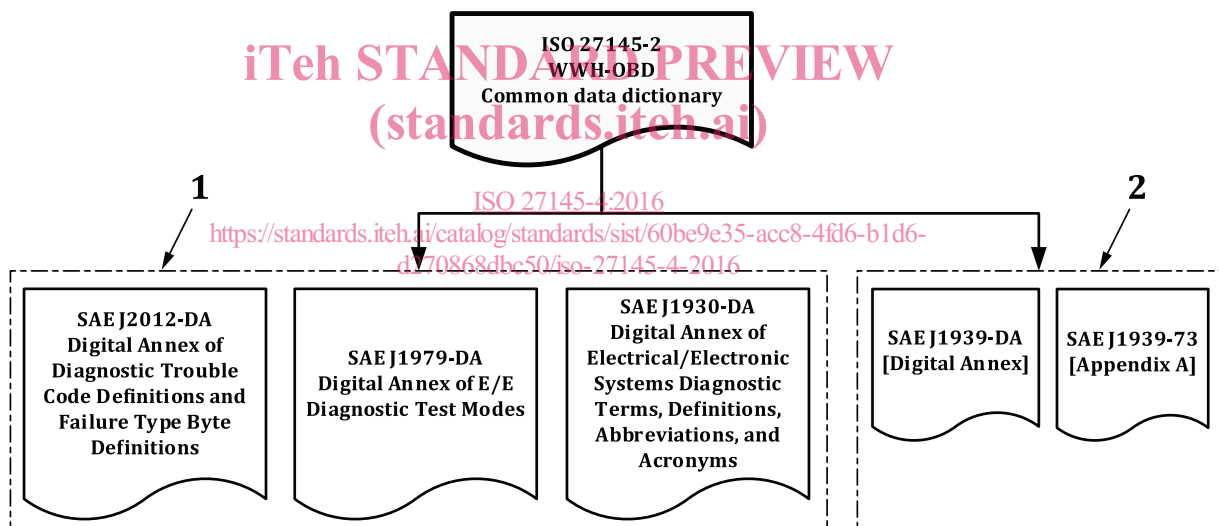 ISO 27145-2
WWH-OBD
Common data dictionary
iTeh STANDARD PREVIEW
(standards.iteh.ai)
1
2
ISO 27145-4:2016
https://standards.iteh.ai/catalog/standards/sist/60be9e35-acc8-4fd6-b1d6-
d270868dbc50/iso-27145-4-2016
SAE J2012-DA
Digital Annex of
Diagnostic Trouble
Code Definitions and
Failure Type Byte
Definitions
SAE J1979-DA
Digital Annex of E/E
Diagnostic Test Modes
SAE J1930-DA
Digital Annex of
Electrical/Electronic
Systems Diagnostic
Terms, Definitions,
Abbreviations, and
Acronyms
SAE J1939-DA
[Digital Annex]
SAE J1939-73
[Appendix A]